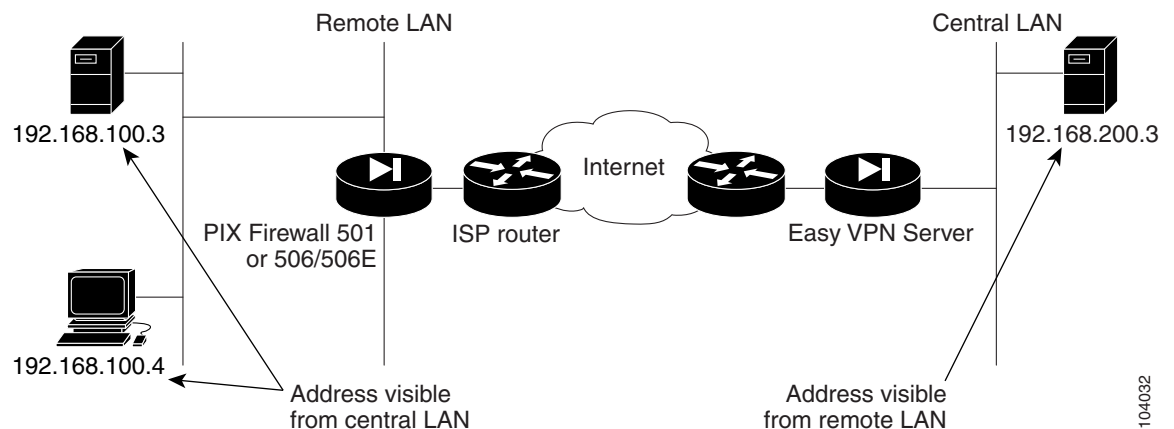 Remote LAN
Central LAN
192.168.100.3
192.168.200.3
Internet
PIX Firewall 501
or 506/506E
ISP router
Easy VPN Server
192.168.100.4
Address visible
from central LAN
Address visible
from remote LAN
104032